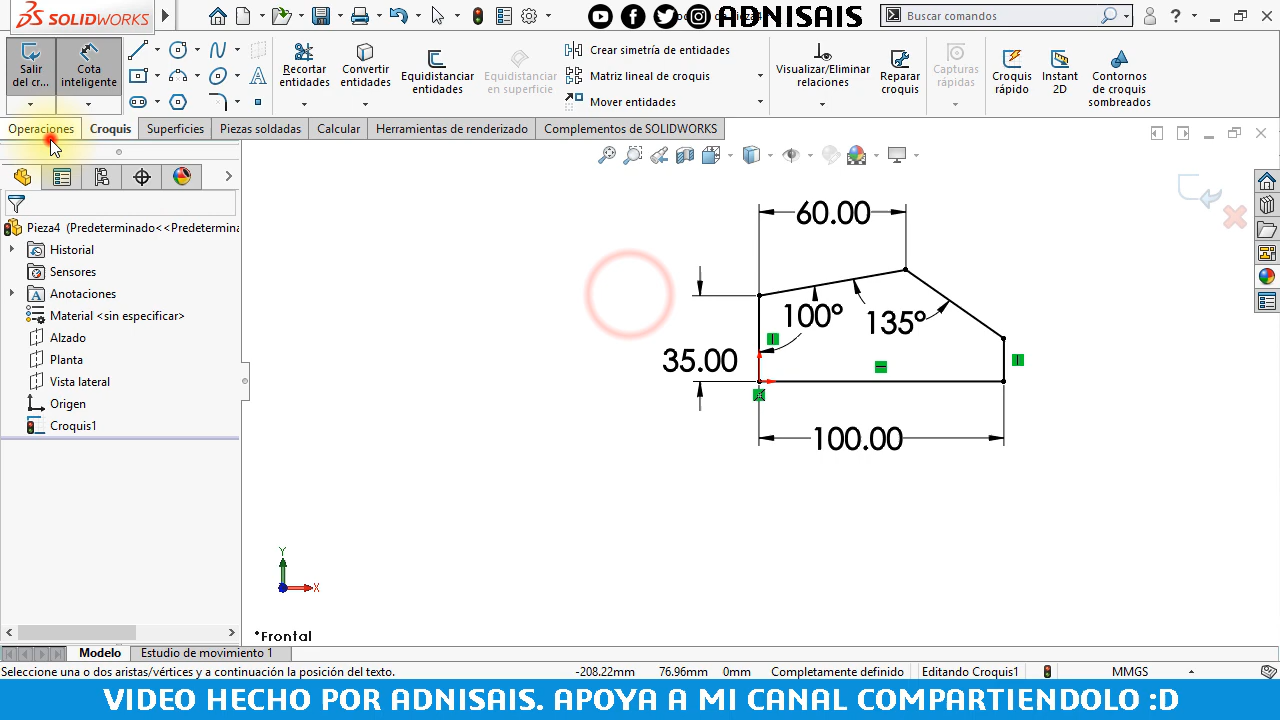 SOLIDWORKS
ADNISAIS
Buscar comandos
Salir del cr...
Cota inteligente
Recortar entidades
Convertir entidades
Equidistanciar entidades
Equidistanciar en superficie
Crear simetría de entidades
Matriz lineal de croquis
Mover entidades
Visualizar/Eliminar relaciones
Reparar croquis
Capturas rápidas
Croquis rápido
Instant 2D
Contornos de croquis sombreados
Operaciones
Croquis
Superficies
Piezas soldadas
Calcular
Herramientas de renderizado
Complementos de SOLIDWORKS
Pieza4 (Predeterminado<<Predetermina
Historial
Sensores
Anotaciones
Material <sin especificar>
Alzado
Planta
Vista lateral
Origen
Croquis1
60.00
100°
135°
35.00
100.00
Y
X
*Frontal
Modelo
Estudio de movimiento 1
Seleccione una o dos aristas/vértices y a continuación la posición del texto.
-208.22mm
76.96mm
0mm
Completamente definido
Editando Croquis1
MMGS
VIDEO HECHO POR ADNISAIS. APOYA A MI CANAL COMPARTIENDOLO :D